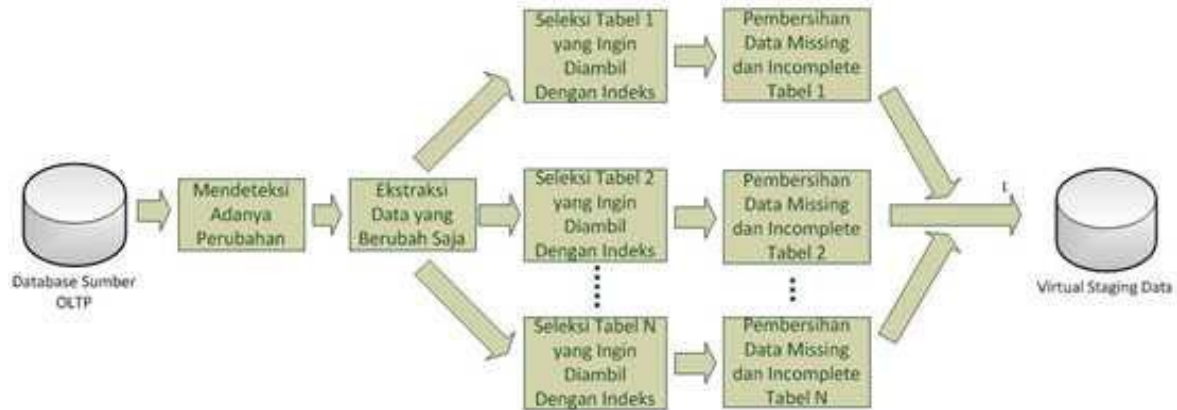 Database Sumber
OLTP
Mendeteksi
Adanya
Perubahan
Ekstraksi
Data yang
Berubah Saja
Seleksi Tabel 1
yang Ingin
Diambil
Dengan Indeks
Pembersihan
Data Missing
dan Incomplete
Tabel 1
Seleksi Tabel 2
yang Ingin
Diambil
Dengan Indeks
Pembersihan
Data Missing
dan Incomplete
Tabel 2
Seleksi Tabel N
yang Ingin
Diambil
Dengan Indeks
Pembersihan
Data Missing
dan Incomplete
Tabel N
Virtual Staging Data